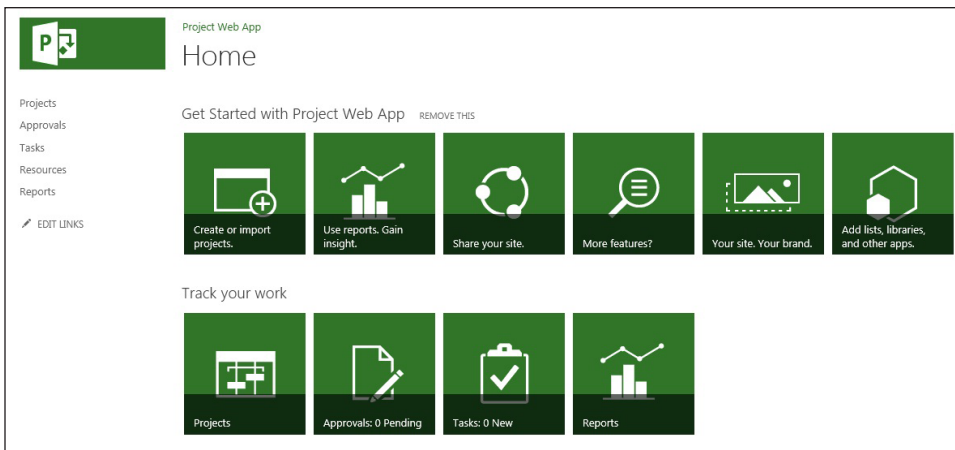 P
Project Web App
Home
Projects
Approvals
Tasks
Resources
Reports
EDIT LINKS
Get Started with Project Web App REMOVE THIS
Create or import
projects.
Use reports. Gain
insight.
Share your site.
More features?
Your site. Your brand.
Add lists, libraries,
and other apps.
Track your work
Projects
Approvals: 0 Pending
Tasks: 0 New
Reports